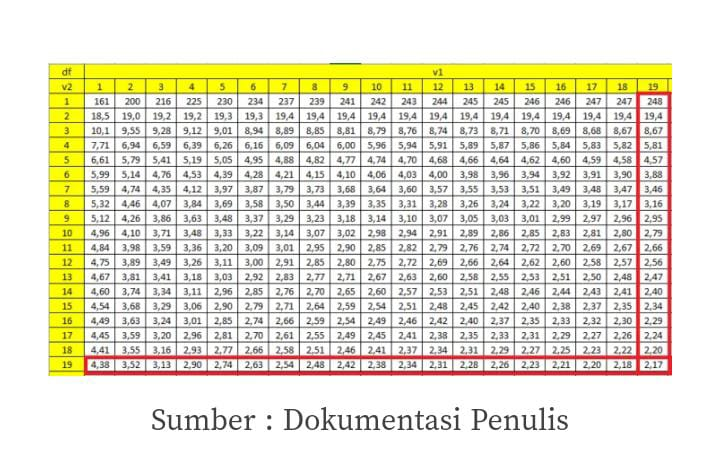 df v1
v2 1 2 3 4 5 6 7 8 9 10 11 12 13 14 15 16 17 18 19
1 161 200 216 225 230 234 237 239 241 242 243 244 245 245 246 246 247 247 248
2 18,5 19,0 19,2 19,2 19,3 19,3 19,4 19,4 19,4 19,4 19,4 19,4 19,4 19,4 19,4 19,4 19,4 19,4 19,4
3 10,1 9,55 9,28 9,12 9,01 8,94 8,89 8,85 8,81 8,79 8,76 8,74 8,73 8,71 8,70 8,69 8,68 8,67 8,67
4 7,71 6,94 6,59 6,39 6,26 6,16 6,09 6,04 6,00 5,96 5,94 5,91 5,89 5,87 5,86 5,84 5,83 5,82 5,81
5 6,61 5,79 5,41 5,19 5,05 4,95 4,88 4,82 4,77 4,74 4,70 4,68 4,66 4,64 4,62 4,60 4,59 4,58 4,57
6 5,99 5,14 4,76 4,53 4,39 4,28 4,21 4,15 4,10 4,06 4,03 4,00 3,98 3,96 3,94 3,92 3,91 3,90 3,88
7 5,59 4,74 4,35 4,12 3,97 3,87 3,79 3,73 3,68 3,64 3,60 3,57 3,55 3,53 3,51 3,49 3,48 3,47 3,46
8 5,32 4,46 4,07 3,84 3,69 3,58 3,50 3,44 3,39 3,35 3,31 3,28 3,26 3,24 3,22 3,20 3,19 3,17 3,16
9 5,12 4,26 3,86 3,63 3,48 3,37 3,29 3,23 3,18 3,14 3,10 3,07 3,05 3,03 3,01 2,99 2,97 2,96 2,95
10 4,96 4,10 3,71 3,48 3,33 3,22 3,14 3,07 3,02 2,98 2,94 2,91 2,89 2,86 2,85 2,83 2,81 2,80 2,79
11 4,84 3,98 3,59 3,36 3,20 3,09 3,01 2,95 2,90 2,85 2,82 2,79 2,76 2,74 2,72 2,70 2,69 2,67 2,66
12 4,75 3,89 3,49 3,26 3,11 3,00 2,91 2,85 2,80 2,75 2,72 2,69 2,66 2,64 2,62 2,60 2,58 2,57 2,56
13 4,67 3,81 3,41 3,18 3,03 2,92 2,83 2,77 2,71 2,67 2,63 2,60 2,58 2,55 2,53 2,51 2,50 2,48 2,47
14 4,60 3,74 3,34 3,11 2,96 2,85 2,76 2,70 2,65 2,60 2,57 2,53 2,51 2,48 2,46 2,44 2,43 2,41 2,40
15 4,54 3,68 3,29 3,06 2,90 2,79 2,71 2,64 2,59 2,54 2,51 2,48 2,45 2,42 2,40 2,38 2,37 2,35 2,34
16 4,49 3,63 3,24 3,01 2,85 2,74 2,66 2,59 2,54 2,49 2,46 2,42 2,40 2,37 2,35 2,33 2,32 2,30 2,29
17 4,45 3,59 3,20 2,96 2,81 2,70 2,61 2,55 2,49 2,45 2,41 2,38 2,35 2,33 2,31 2,29 2,27 2,26 2,24
18 4,41 3,55 3,16 2,93 2,77 2,66 2,58 2,51 2,46 2,41 2,37 2,34 2,31 2,29 2,27 2,25 2,23 2,22 2,20
19 4,38 3,52 3,13 2,90 2,74 2,63 2,54 2,48 2,42 2,38 2,34 2,31 2,28 2,26 2,23 2,21 2,20 2,18 2,17
Sumber : Dokumentasi Penulis